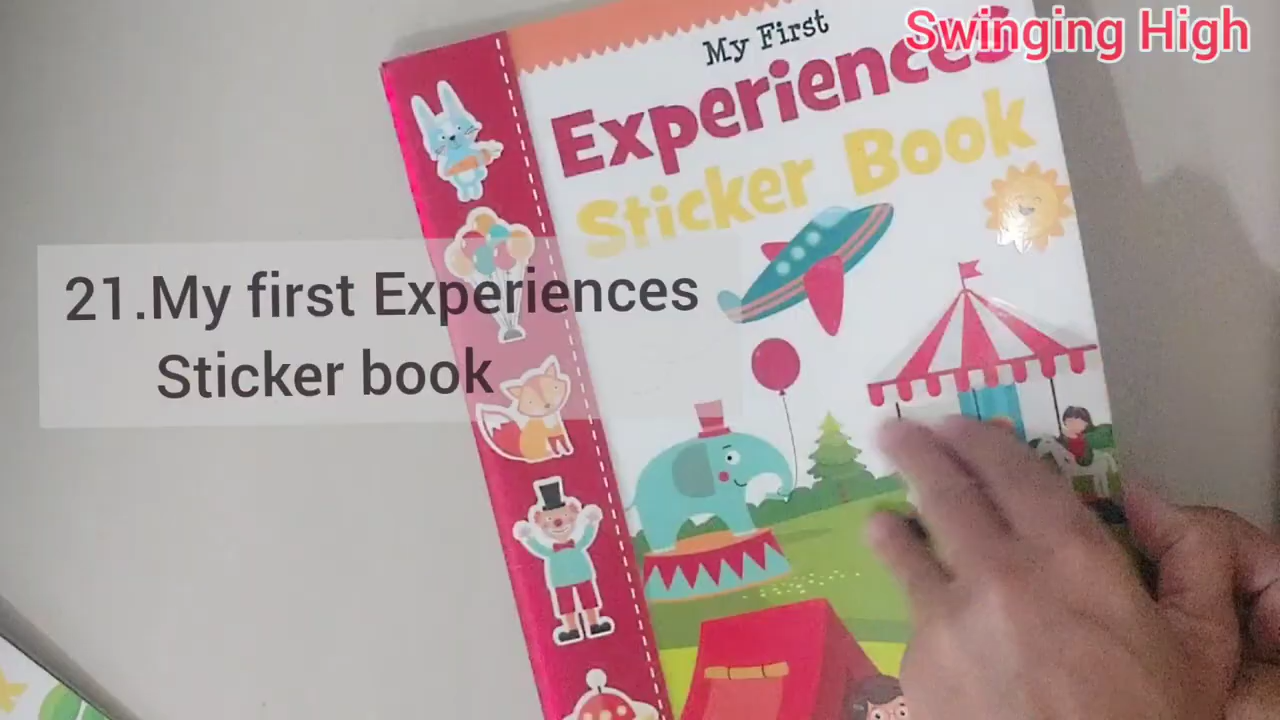 Swinging High
My First
Experiences
Sticker Book
21.My first Experiences
Sticker book